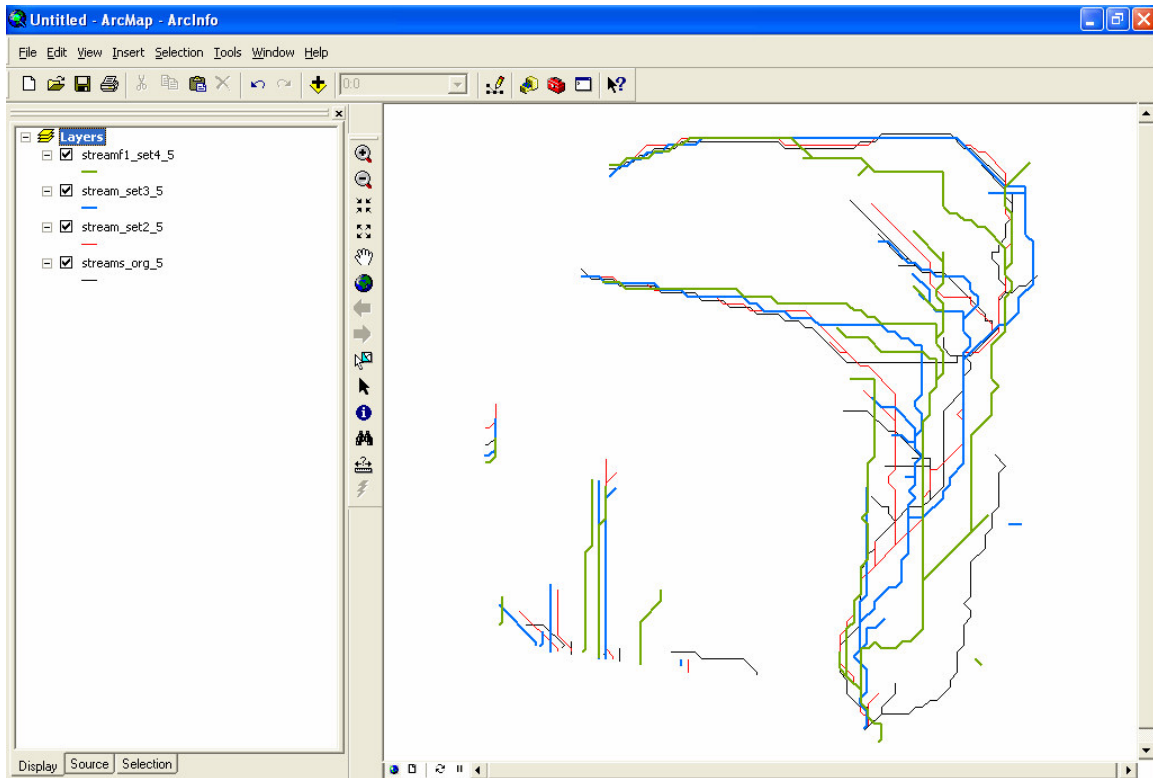 Untitled - ArcMap - ArcInfo
File Edit View Insert Selection Tools Window Help
0:0
Layers
streamf1_set4_5
stream_set3_5
stream_set2_5
streams_org_5
Display Source Selection